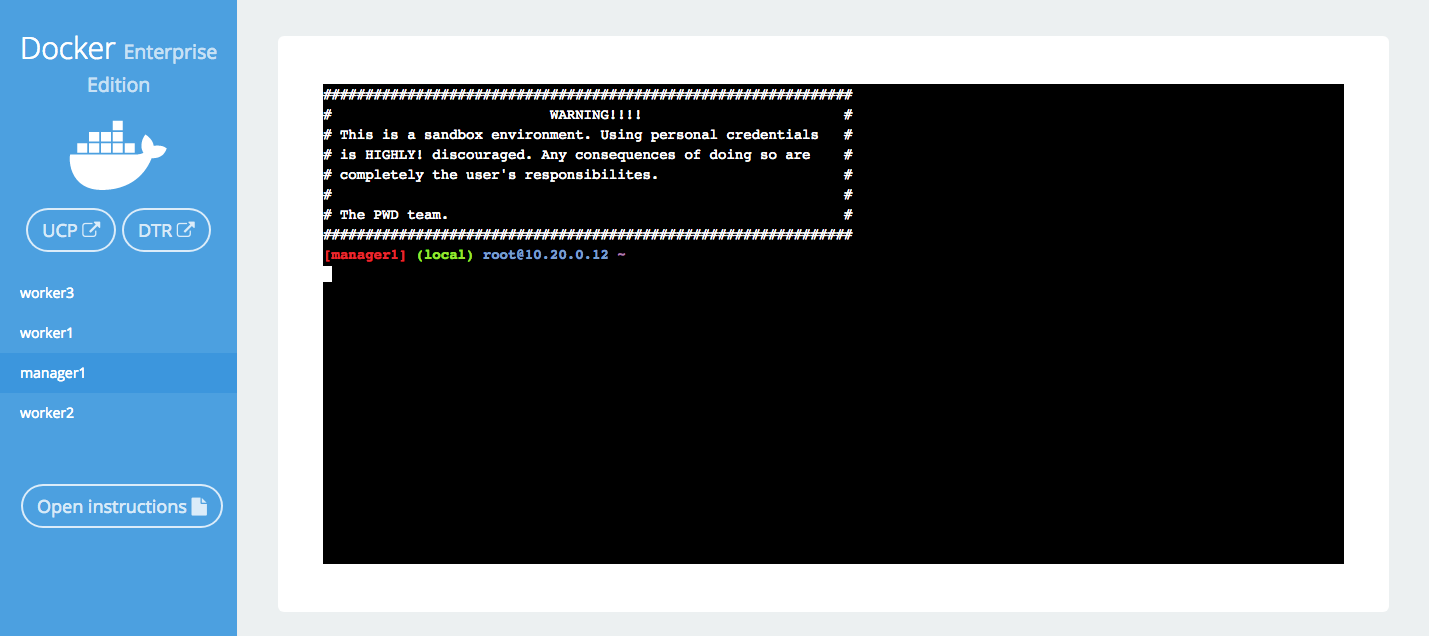 Docker Enterprise
Edition
UCP
DTR
worker3
worker1
manager1
worker2
Open instructions
###############################################################
#                          WARNING!!!!                        #
# This is a sandbox environment. Using personal credentials   #
# is HIGHLY! discouraged. Any consequences of doing so are    #
# completely the user's responsibilites.                      #
#                                                             #
# The PWD team.                                               #
###############################################################
[manager1] (local) root@10.20.0.12 ~